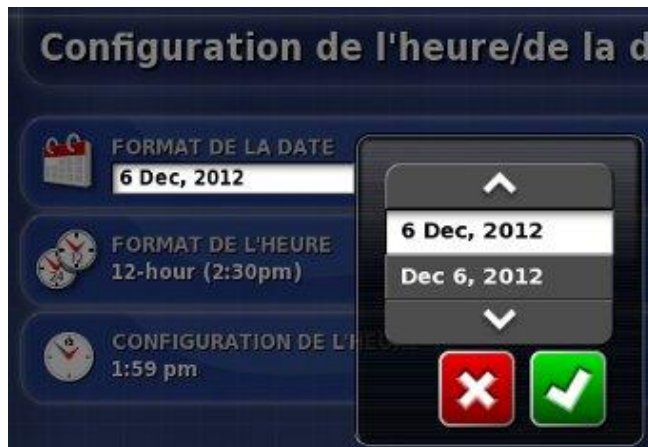 Configuration de l'heure/de la d
FORMAT DE LA DATE
6 Dec, 2012
FORMAT DE L'HEURE
12-hour (2:30pm)
CONFIGURATION DE L'HEU
1:59 pm
6 Dec, 2012
Dec 6, 2012